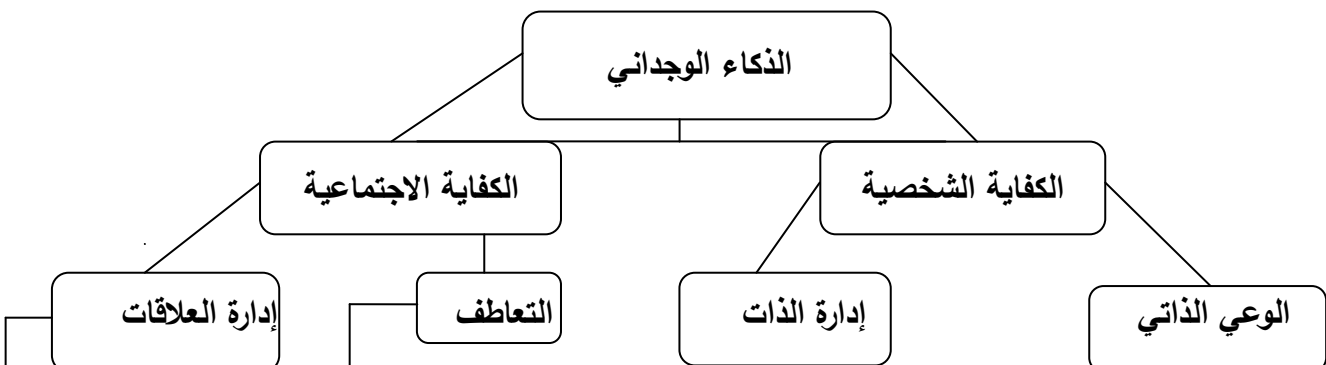 الذكاء الوجداني
الكفاية الشخصية
الكفاية الاجتماعية
الوعي الذاتي
إدارة الذات
التعاطف
إدارة العلاقات